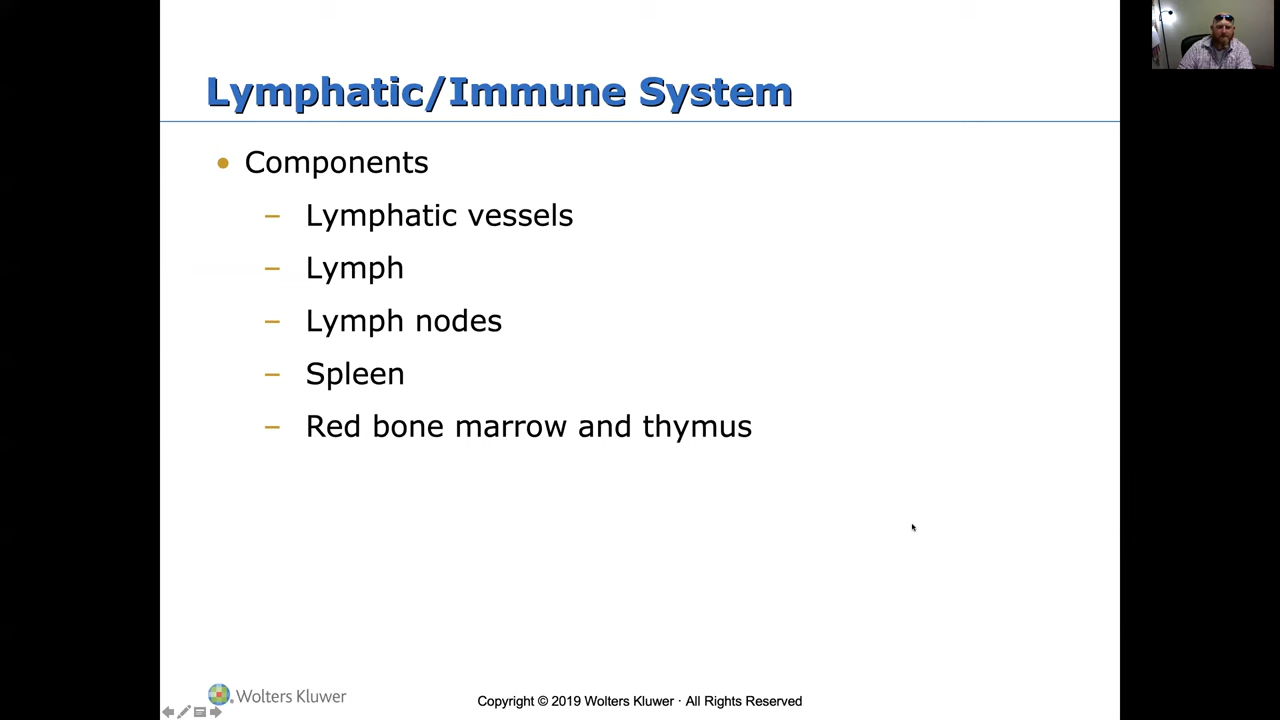 Lymphatic/Immune System
• Components
– Lymphatic vessels
– Lymph
– Lymph nodes
– Spleen
– Red bone marrow and thymus
Wolters Kluwer
Copyright © 2019 Wolters Kluwer · All Rights Reserved